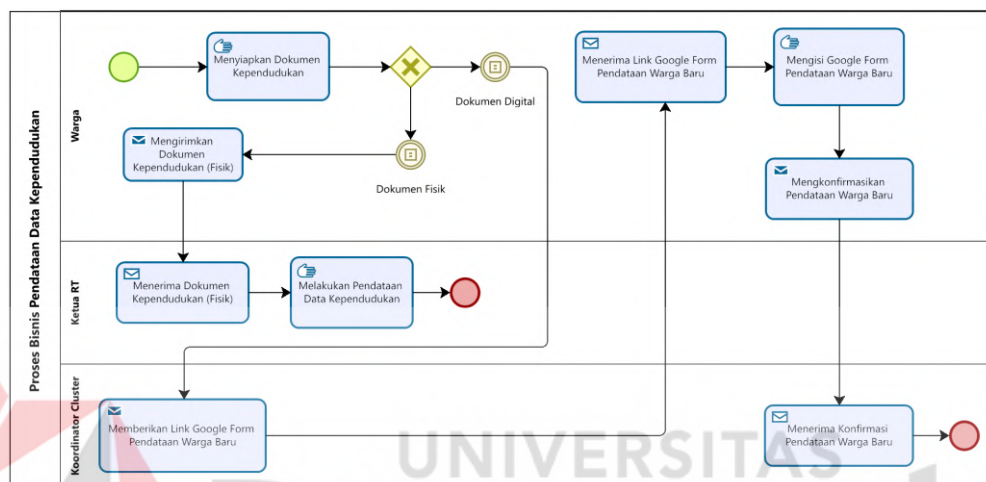 Proses Bisnis Pendataan Data Kependudukan
Warga
Menyiapkan Dokumen
Kependudukan
Dokumen Digital
Menerima Link Google Form
Pendataan Warga Baru
Mengisi Google Form
Pendataan Warga Baru
Mengirimkan
Dokumen
Kependudukan (Fisik)
Dokumen Fisik
Mengkonfirmasikan
Pendataan Warga Baru
Ketua RT
Menerima Dokumen
Kependudukan (Fisik)
Melakukan Pendataan
Data Kependudukan
Koordinator Cluster
Memberikan Link Google Form
Pendataan Warga Baru
Menerima Konfirmasi
Pendataan Warga Baru
UNIVERSITAS